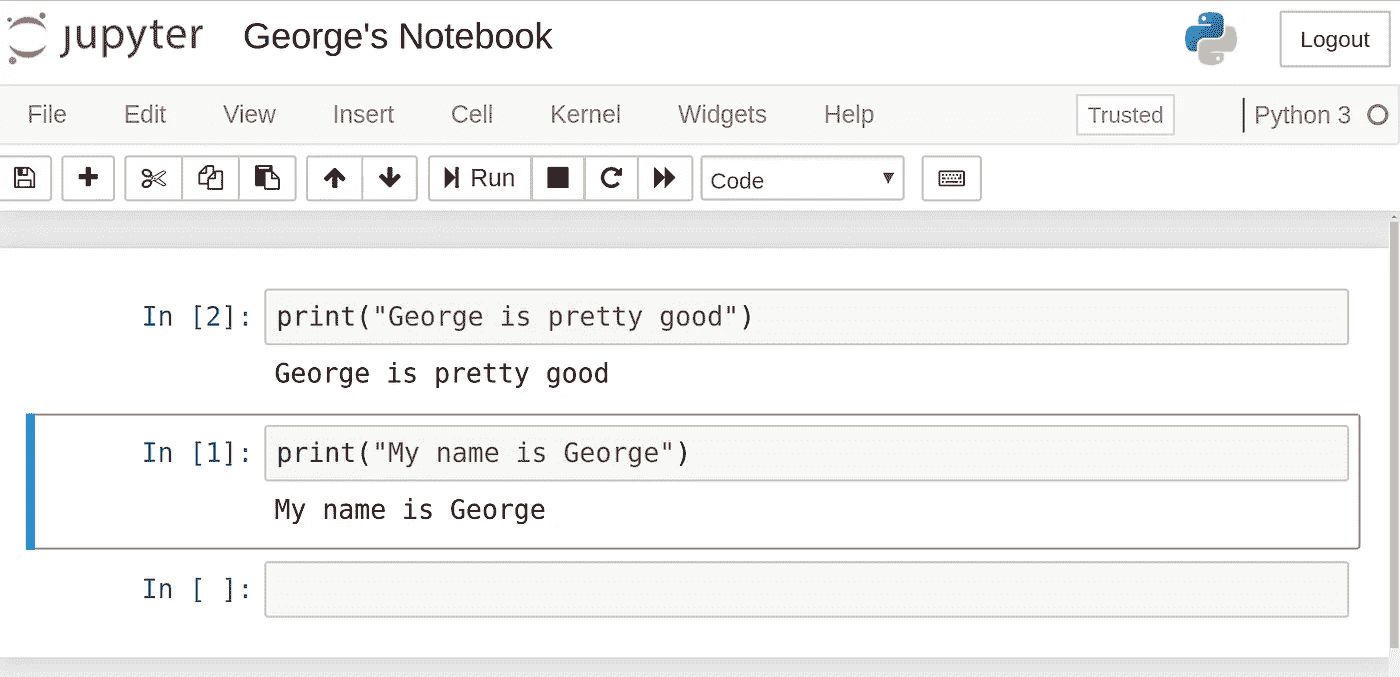 jupyter George's Notebook Logout
File Edit View Insert Cell Kernel Widgets Help Trusted Python 3
Run Code
In [2]: print("George is pretty good")
George is pretty good
In [1]: print("My name is George")
My name is George
In [ ]: